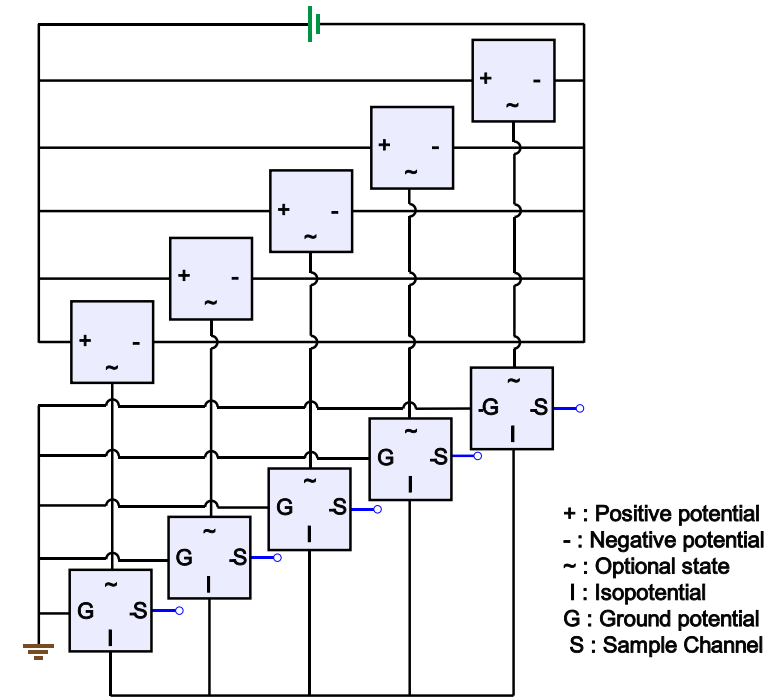 + -
~
+ -
~
+ -
~
+ -
~
+ -
~
~
-G -S
I
~
G -S
I
~
G -S
I
~
G -S
I
~
G -S
I
+ : Positive potential
- : Negative potential
~ : Optional state
I : Isopotential
G : Ground potential
S : Sample Channel